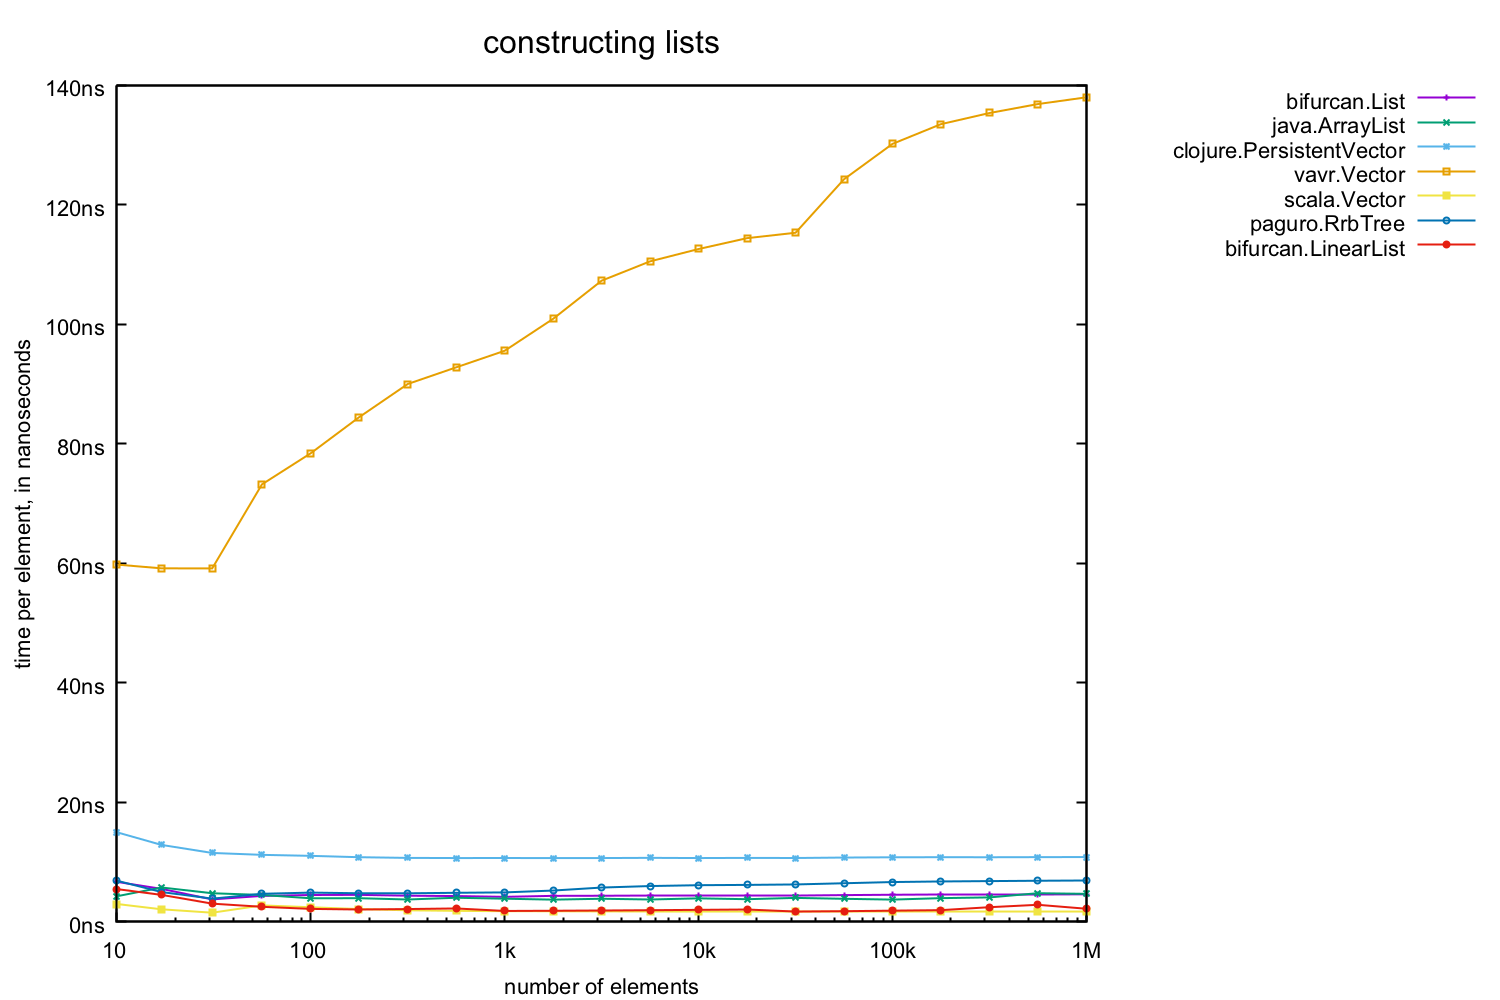 constructing lists
140ns
120ns
100ns
80ns
60ns
40ns
20ns
0ns
time per element, in nanoseconds
10
100
1k
10k
100k
1M
number of elements
bifurcan.List
java.ArrayList
clojure.PersistentVector
vavr.Vector
scala.Vector
paguro.RrbTree
bifurcan.LinearList